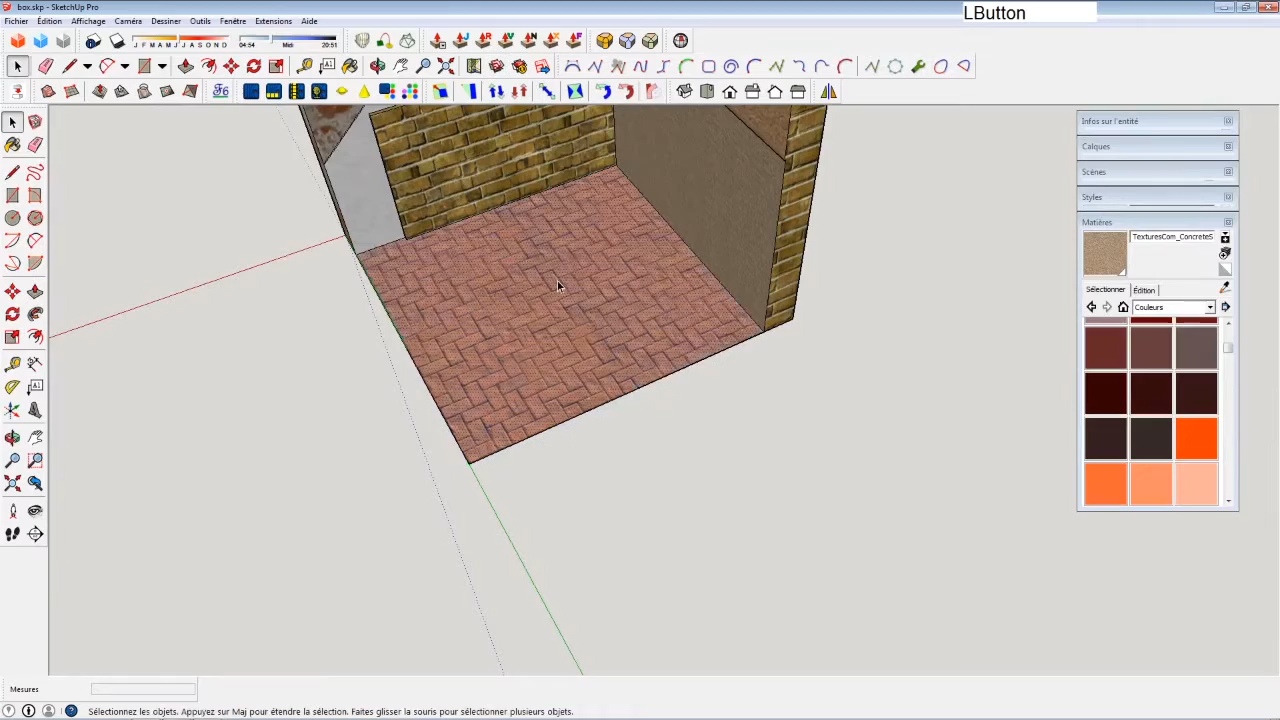 box.skp - SketchUp Pro
LButton
Fichier Édition Affichage Caméra Dessiner Outils Fenêtre Extensions Aide
J F M A M J J A S O N D
04:54 Midi 20:51
Infos sur l'entité
Calques
Scènes
Styles
Matières
TexturesCom_ConcreteS
Sélectionner Édition
Couleurs
Mesures
Sélectionnez les objets. Appuyez sur Maj pour étendre la sélection. Faites glisser la souris pour sélectionner plusieurs objets.